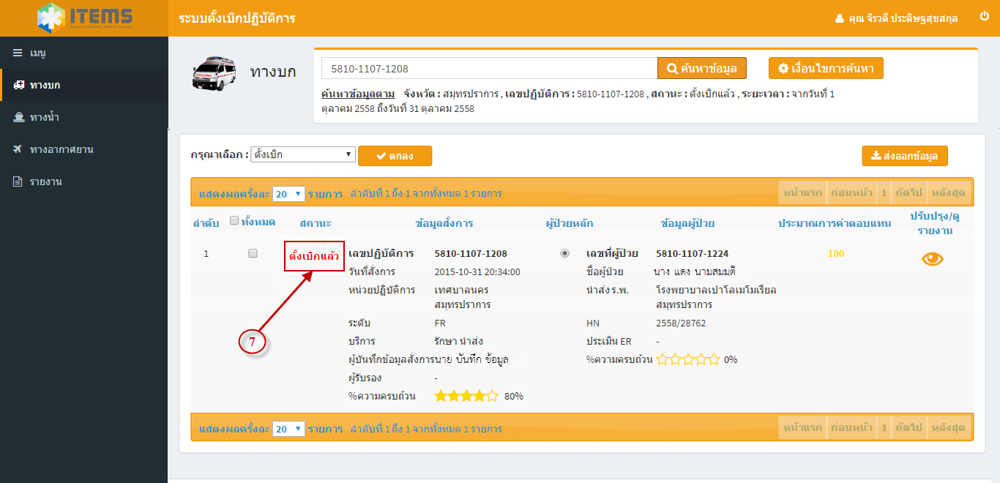 ITEMS
ระบบตั้งเบิกปฏิบัติการ
คุณ จิรวดี ประดิษฐสุขสกุล
เมนู
ทางบก
ทางน้ำ
ทางอากาศยาน
รายงาน
ทางบก
5810-1107-1208
ค้นหาข้อมูล
เงื่อนไขการค้นหา
ค้นหาข้อมูลตาม จังหวัด : สมุทรปราการ , เลขปฏิบัติการ : 5810-1107-1208 , สถานะ : ตั้งเบิกแล้ว , ระยะเวลา : จากวันที่ 1
ตุลาคม 2558 ถึงวันที่ 31 ตุลาคม 2558
กรุณาเลือก : ตั้งเบิก ตกลง ส่งออกข้อมูล
แสดงผลครั้งละ 20 รายการ ลำดับที่ 1 ถึง 1 จากทั้งหมด 1 รายการ หน้าแรก ก่อนหน้า 1 ถัดไป หลังสุด
ลำดับ ทั้งหมด สถานะ ข้อมูลสั่งการ ผู้ป่วยหลัก ข้อมูลผู้ป่วย ประมาณการค่าตอบแทน ปรับปรุง/ดู
รายงาน
1 ตั้งเบิกแล้ว เลขปฏิบัติการ 5810-1107-1208 เลขที่ผู้ป่วย 5810-1107-1224 100
วันที่สั่งการ 2015-10-31 20:34:00 ชื่อผู้ป่วย นาง แดง นามสมมติ
หน่วยปฏิบัติการ เทศบาลนคร นำส่ง ร.พ. โรงพยาบาลเปาโลเมโมเรียล
สมุทรปราการ สมุทรปราการ
ระดับ FR HN 2558/28762
7 บริการ รักษา นำส่ง ประเมิน ER -
ผู้บันทึกข้อมูลสั่งการ นาย บันทึก ข้อมูล %ความครบถ้วน 0%
ผู้รับรอง -
%ความครบถ้วน 80%
แสดงผลครั้งละ 20 รายการ ลำดับที่ 1 ถึง 1 จากทั้งหมด 1 รายการ หน้าแรก ก่อนหน้า 1 ถัดไป หลังสุด